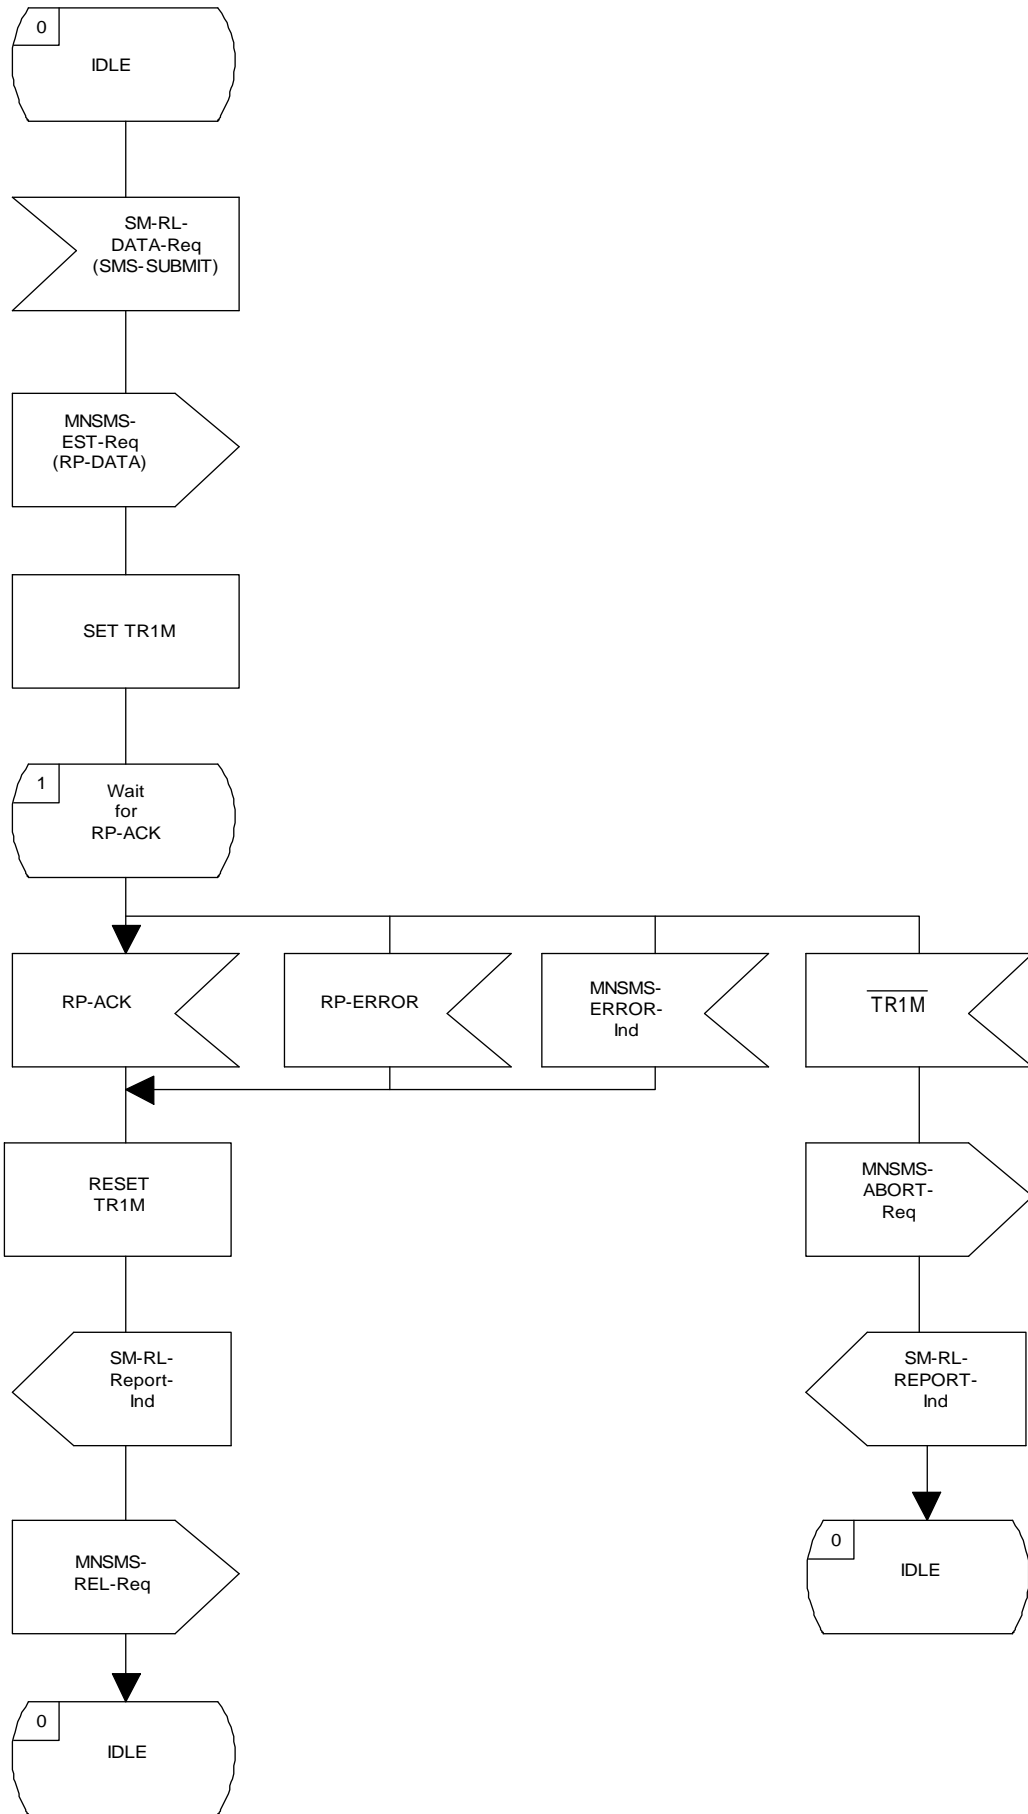 0
IDLE
SM-RL-
DATA-Req
(SMS-SUBMIT)
MNSMS-
EST-Req
(RP-DATA)
SET TR1M
1
Wait
for
RP-ACK
RP-ACK
RP-ERROR
MNSMS-
ERROR-
Ind
TR1M
RESET
TR1M
MNSMS-
ABORT-
Req
SM-RL-
Report-
Ind
SM-RL-
REPORT-
Ind
MNSMS-
REL-Req
0
IDLE
0
IDLE